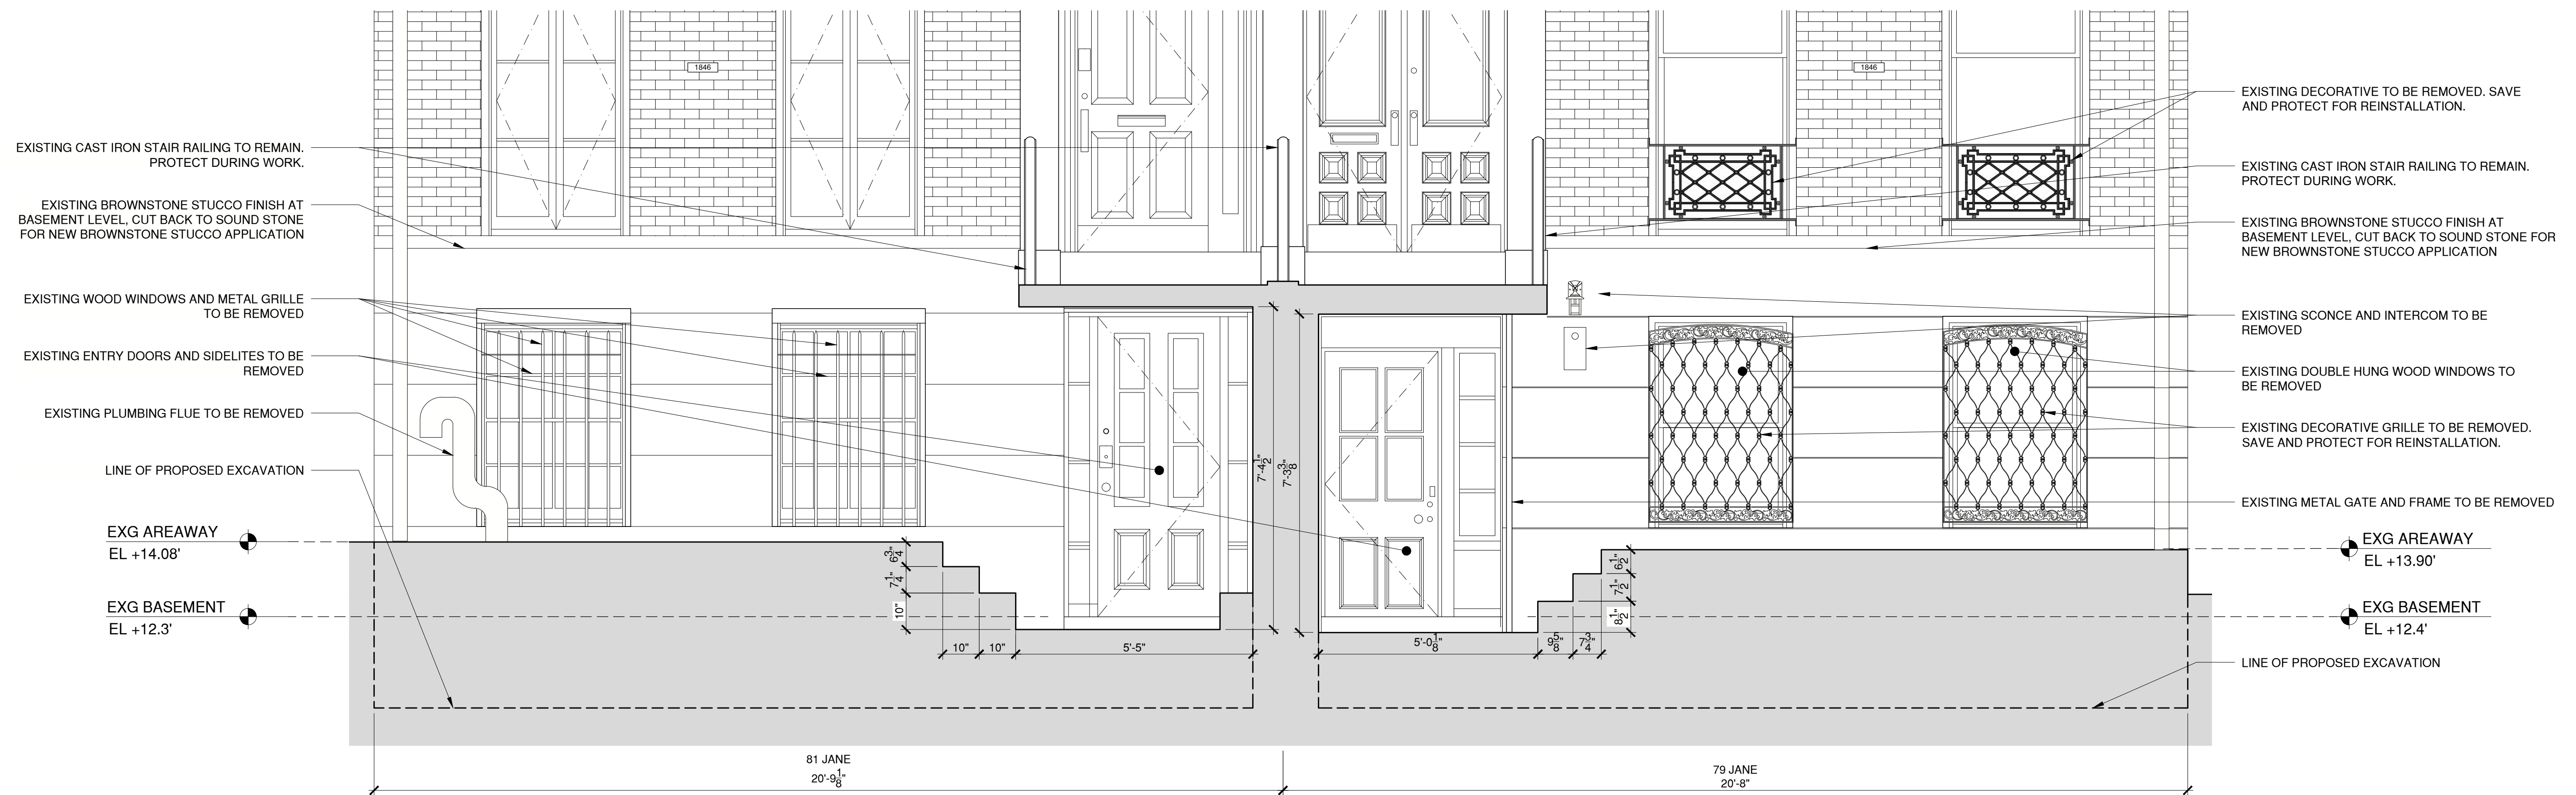 1846
1846
EXISTING CAST IRON STAIR RAILING TO REMAIN.
PROTECT DURING WORK.
EXISTING BROWNSTONE STUCCO FINISH AT
BASEMENT LEVEL, CUT BACK TO SOUND STONE
FOR NEW BROWNSTONE STUCCO APPLICATION
EXISTING WOOD WINDOWS AND METAL GRILLE
TO BE REMOVED
EXISTING ENTRY DOORS AND SIDELITES TO BE
REMOVED
EXISTING PLUMBING FLUE TO BE REMOVED
LINE OF PROPOSED EXCAVATION
EXG AREAWAY
EL +14.08'
EXG BASEMENT
EL +12.3'
EXISTING DECORATIVE TO BE REMOVED. SAVE
AND PROTECT FOR REINSTALLATION.
EXISTING CAST IRON STAIR RAILING TO REMAIN.
PROTECT DURING WORK.
EXISTING BROWNSTONE STUCCO FINISH AT
BASEMENT LEVEL, CUT BACK TO SOUND STONE FOR
NEW BROWNSTONE STUCCO APPLICATION
EXISTING SCONCE AND INTERCOM TO BE
REMOVED
EXISTING DOUBLE HUNG WOOD WINDOWS TO
BE REMOVED
EXISTING DECORATIVE GRILLE TO BE REMOVED.
SAVE AND PROTECT FOR REINSTALLATION.
EXISTING METAL GATE AND FRAME TO BE REMOVED
EXG AREAWAY
EL +13.90'
EXG BASEMENT
EL +12.4'
LINE OF PROPOSED EXCAVATION
6 3/4"
7 1/4"
10"
10"
10"
5'-5"
7'-4 1/2"
7'-3 3/8"
5'-0 1/8"
9 5/8"
7 3/4"
6 1/2"
7 1/2"
8 1/2"
81 JANE
20'-9 1/8"
79 JANE
20'-8"